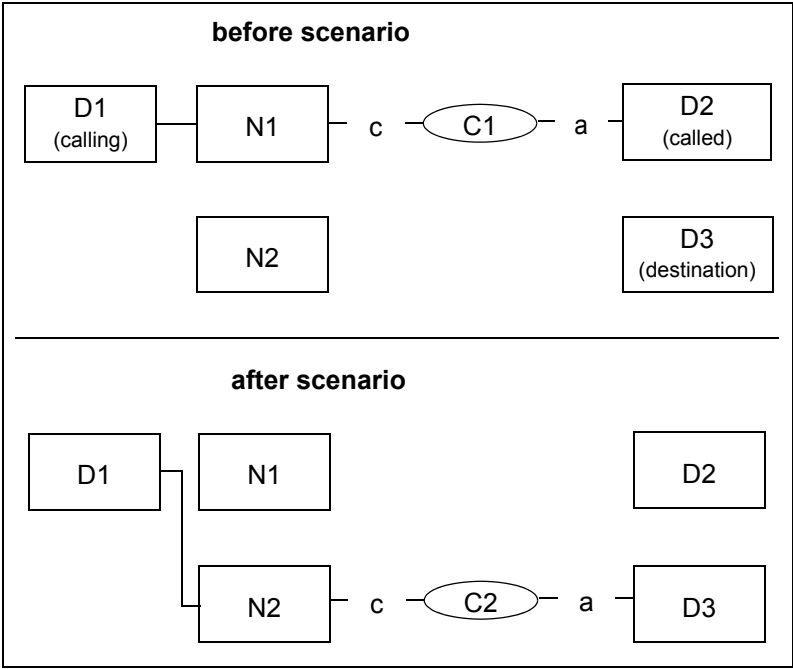 before scenario
D1
(calling)
N1
c
C1
a
D2
(called)
N2
D3
(destination)
after scenario
D1
N1
D2
N2
c
C2
a
D3